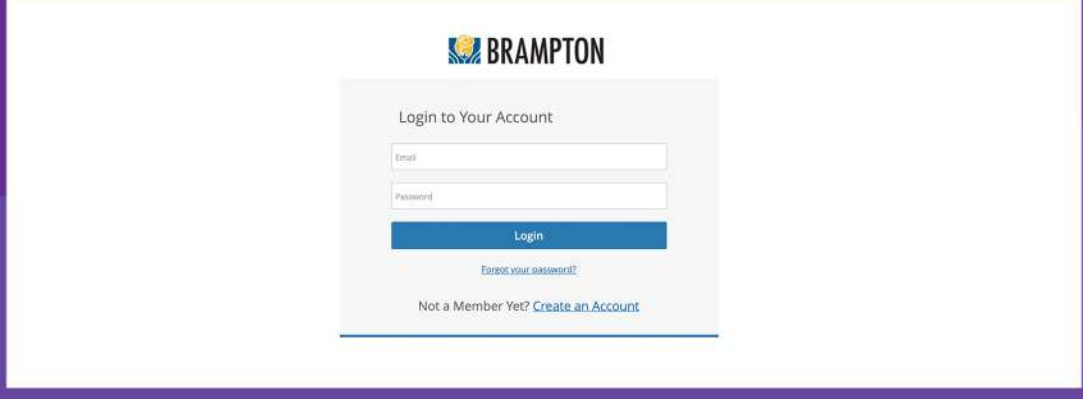 BRAMPTON
Login to Your Account
Email
Password
Login
Forgot your password?
Not a Member Yet? Create an Account